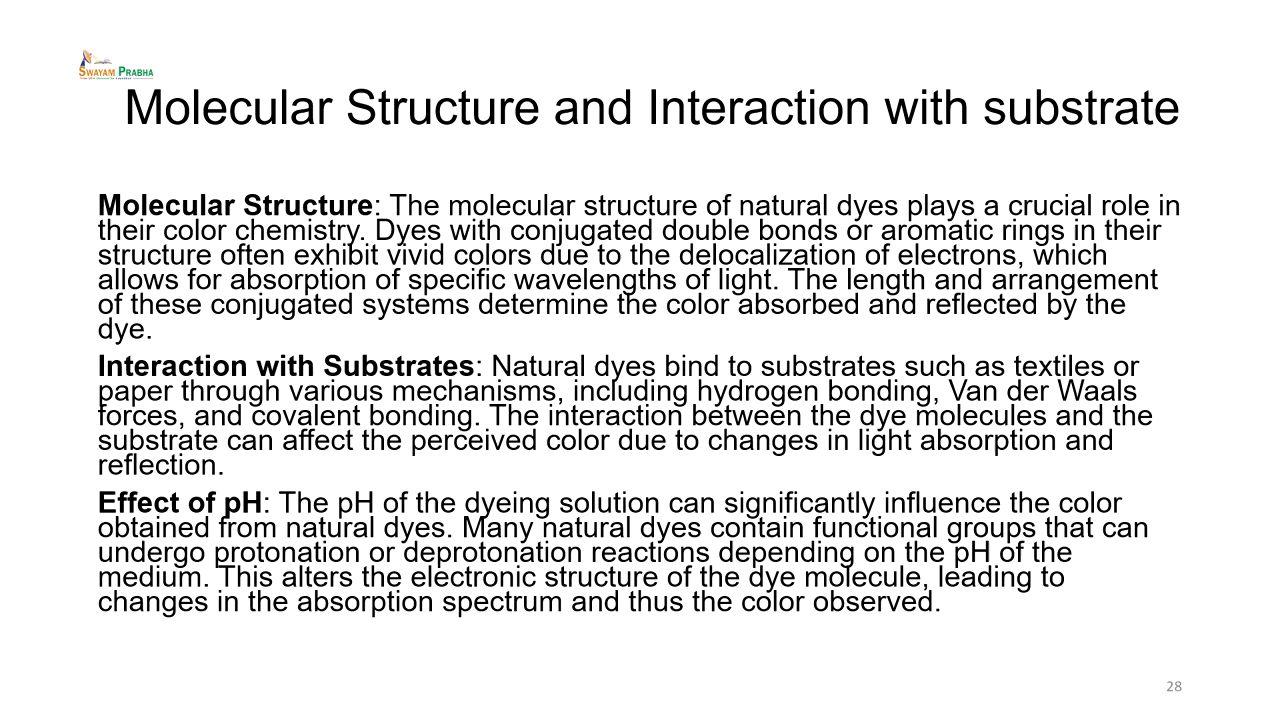 SWAYAM PRABHA
Molecular Structure and Interaction with substrate
Molecular Structure: The molecular structure of natural dyes plays a crucial role in
their color chemistry. Dyes with conjugated double bonds or aromatic rings in their
structure often exhibit vivid colors due to the delocalization of electrons, which
allows for absorption of specific wavelengths of light. The length and arrangement
of these conjugated systems determine the color absorbed and reflected by the
dye.
Interaction with Substrates: Natural dyes bind to substrates such as textiles or
paper through various mechanisms, including hydrogen bonding, Van der Waals
forces, and covalent bonding. The interaction between the dye molecules and the
substrate can affect the perceived color due to changes in light absorption and
reflection.
Effect of pH: The pH of the dyeing solution can significantly influence the color
obtained from natural dyes. Many natural dyes contain functional groups that can
undergo protonation or deprotonation reactions depending on the pH of the
medium. This alters the electronic structure of the dye molecule, leading to
changes in the absorption spectrum and thus the color observed.
28